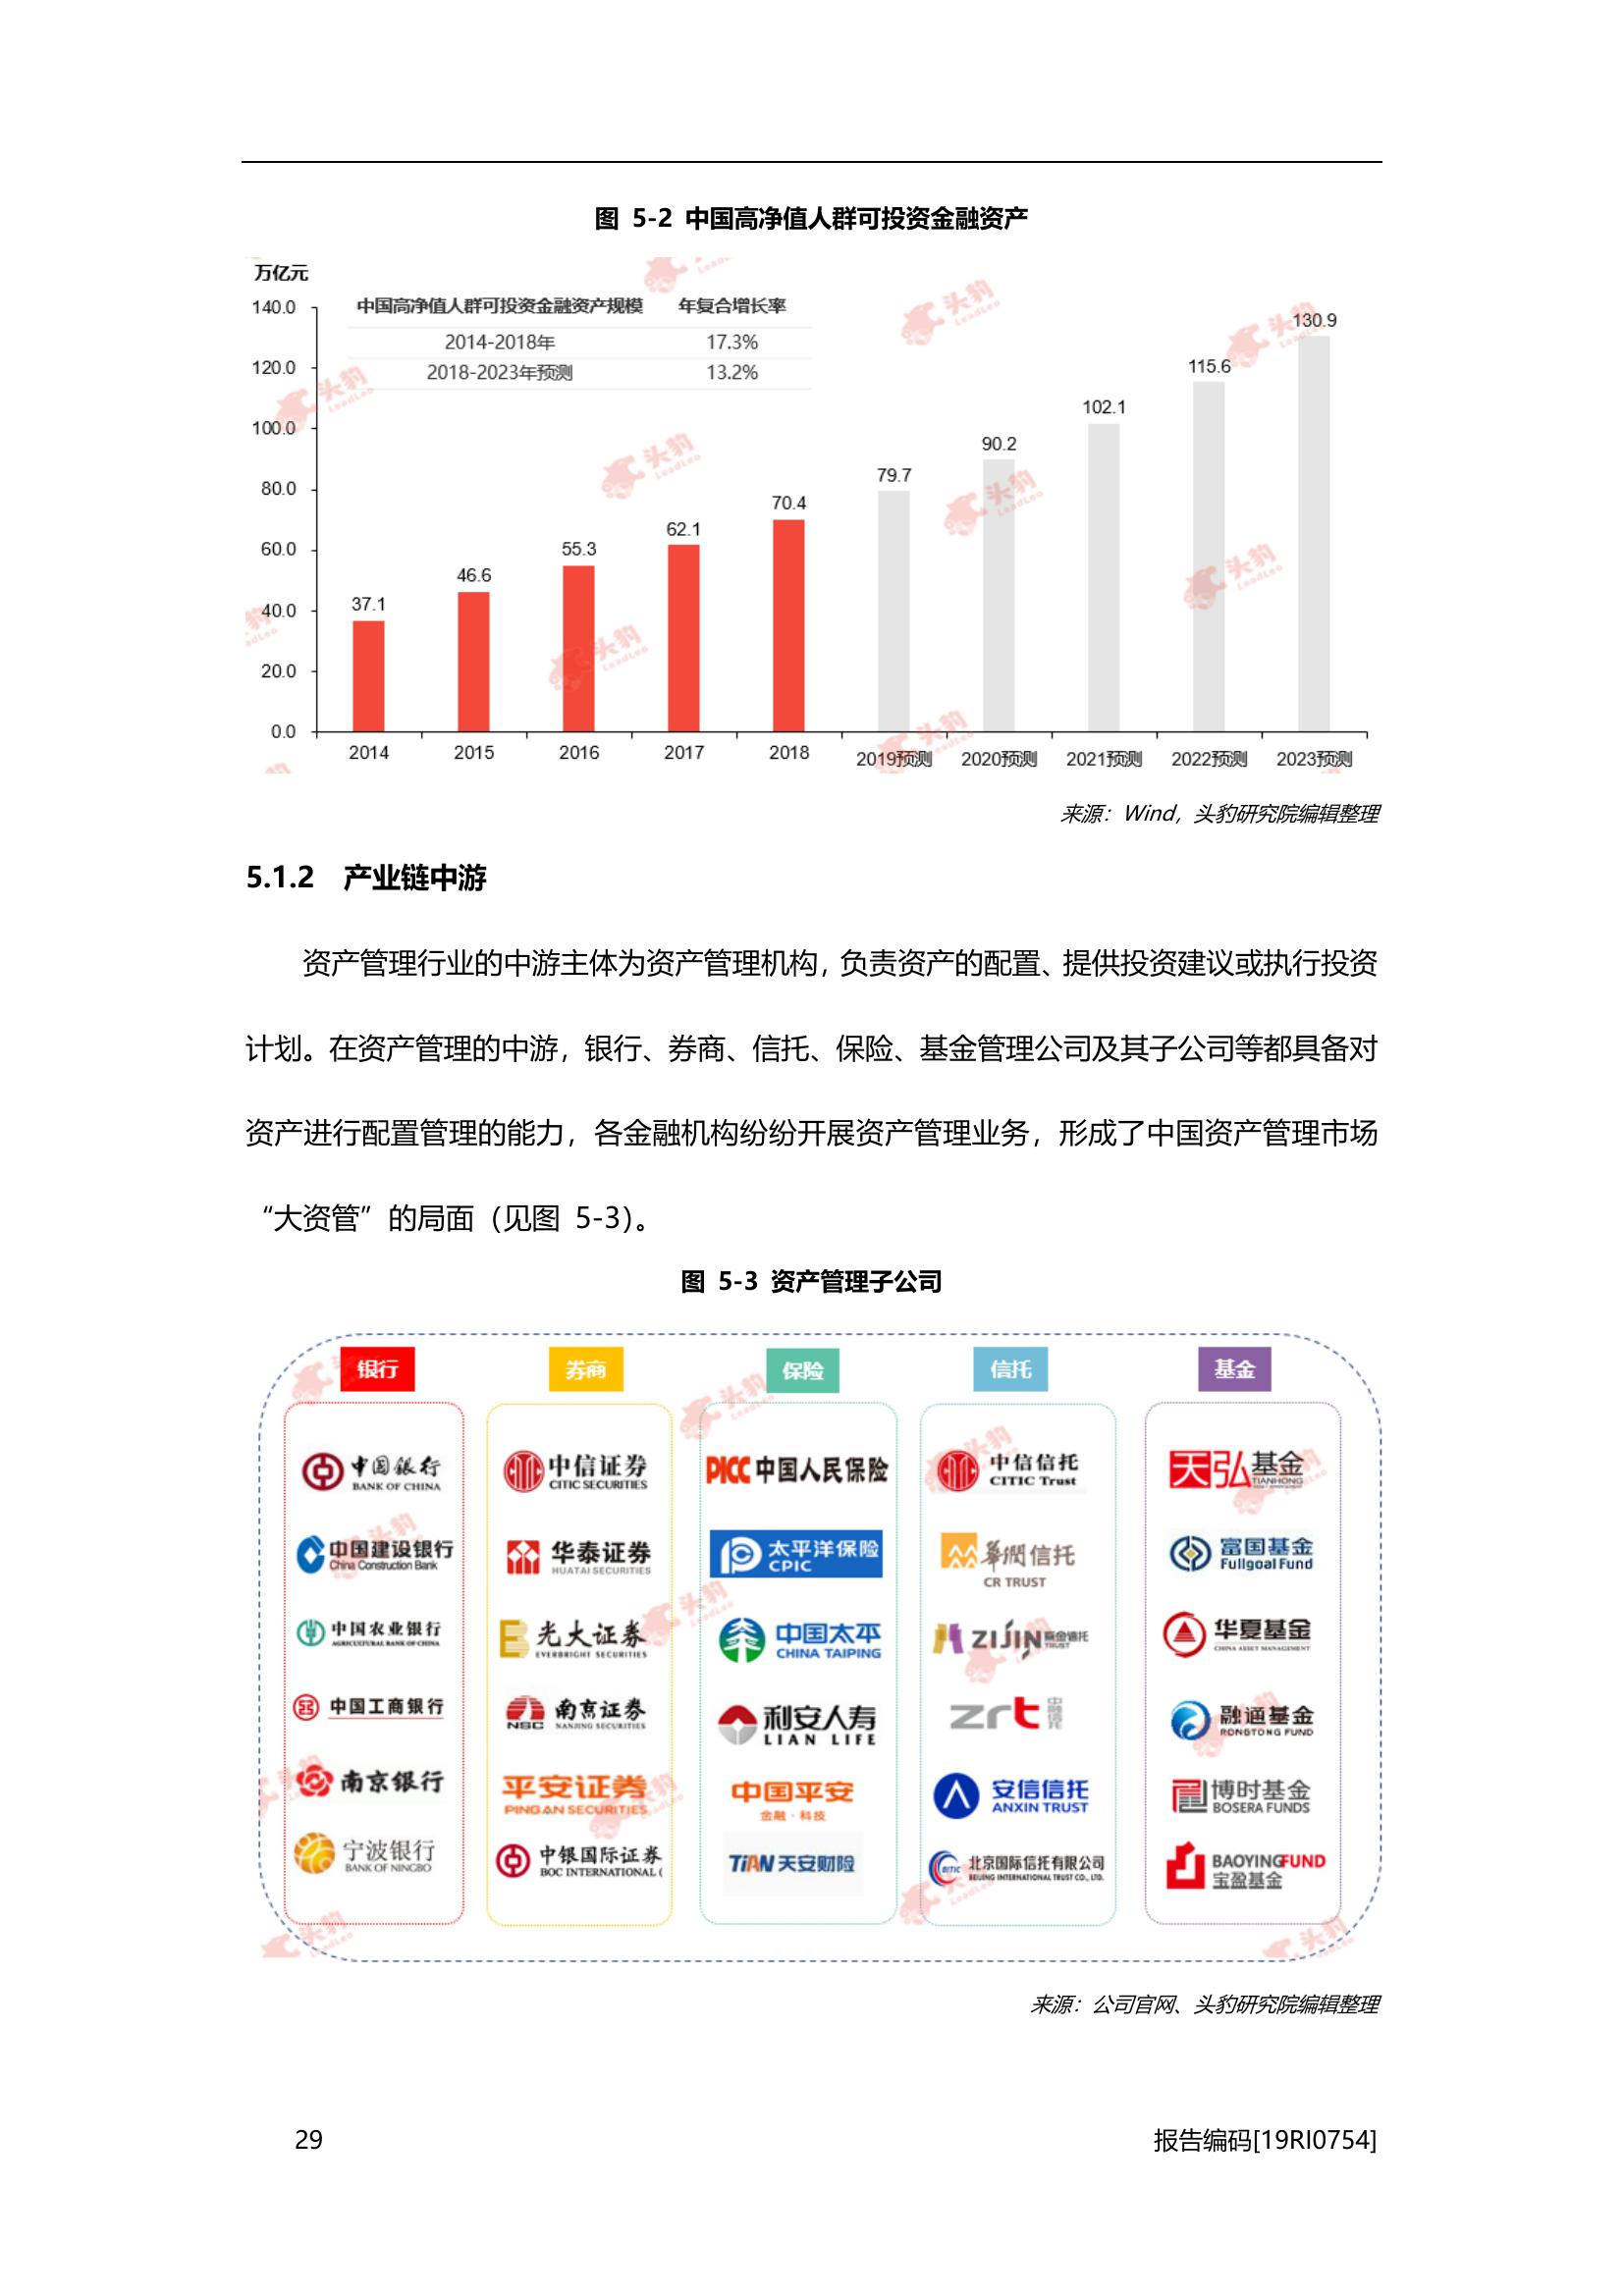 图 5-2 中国高净值人群可投资金融资产
万亿元
中国高净值人群可投资金融资产规模 年复合增长率
2014-2018年 17.3%
2018-2023年预测 13.2%
140.0
120.0
100.0
80.0
60.0
40.0
20.0
0.0
37.1
46.6
55.3
62.1
70.4
79.7
90.2
102.1
115.6
130.9
2014 2015 2016 2017 2018 2019预测 2020预测 2021预测 2022预测 2023预测
来源：Wind，头豹研究院编辑整理
5.1.2 产业链中游
资产管理行业的中游主体为资产管理机构，负责资产的配置、提供投资建议或执行投资
计划。在资产管理的中游，银行、券商、信托、保险、基金管理公司及其子公司等都具备对
资产进行配置管理的能力，各金融机构纷纷开展资产管理业务，形成了中国资产管理市场
“大资管”的局面（见图 5-3）。
图 5-3 资产管理子公司
银行
中国银行
BANK OF CHINA
中国建设银行
China Construction Bank
中国农业银行
AGRICULTURAL BANK OF CHINA
中国工商银行
南京银行
宁波银行
BANK OF NINGBO
券商
中信证券
CITIC SECURITIES
华泰证券
HUATAI SECURITIES
光大证券
EVERBRIGHT SECURITIES
南京证券
NSC NANJING SECURITIES
平安证券
PINGAN SECURITIES
中银国际证券
BOC INTERNATIONAL (
保险
PICC 中国人民保险
太平洋保险
CPIC
中国太平
CHINA TAIPING
利安人寿
LIAN LIFE
中国平安
金融·科技
TIAN 天安财险
信托
中信信托
CITIC Trust
華潤信托
CR TRUST
ZIJIN 紫金信托
TRUST
zrt 中融信托
安信信托
ANXIN TRUST
BITIC 北京国际信托有限公司
BEIJING INTERNATIONAL TRUST CO., LTD.
基金
天弘基金
TIANHONG
富国基金
Fullgoal Fund
华夏基金
CHINA ASSET MANAGEMENT
融通基金
RONGTONG FUND
博时基金
BOSERA FUNDS
BAOYINGFUND
宝盈基金
头豹
LeadLeo
来源：公司官网、头豹研究院编辑整理
29 报告编码[19RI0754]